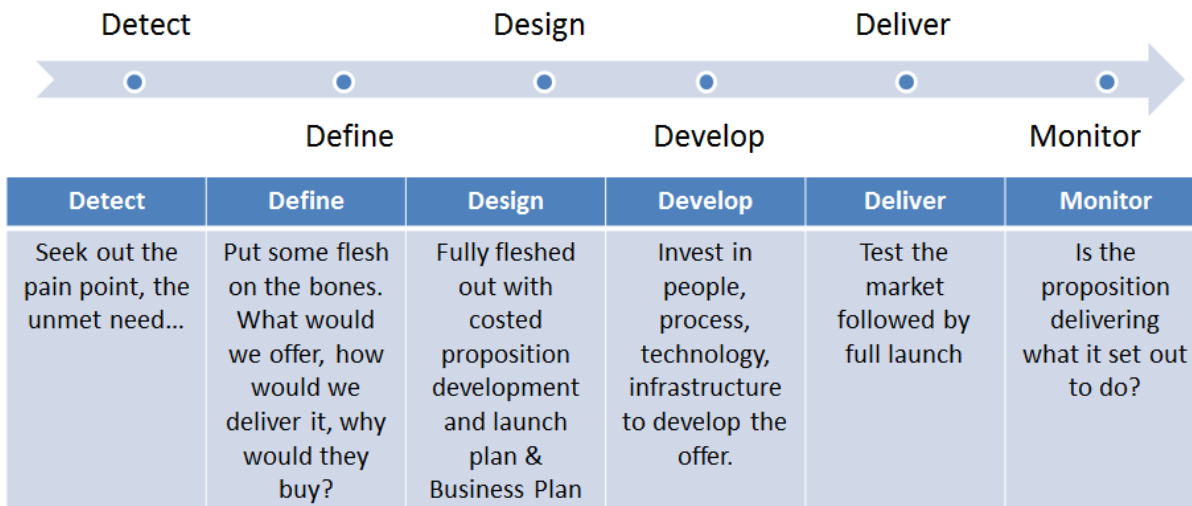 Detect
Design
Deliver
Define
Develop
Monitor
Detect
Define
Design
Develop
Deliver
Monitor
Seek out the
pain point, the
unmet need...
Put some flesh
on the bones.
What would
we offer, how
would we
deliver it, why
would they
buy?
Fully fleshed
out with
costed
proposition
development
and launch
plan &
Business Plan
Invest in
people,
process,
technology,
infrastructure
to develop the
offer.
Test the
market
followed by
full launch
Is the
proposition
delivering
what it set out
to do?